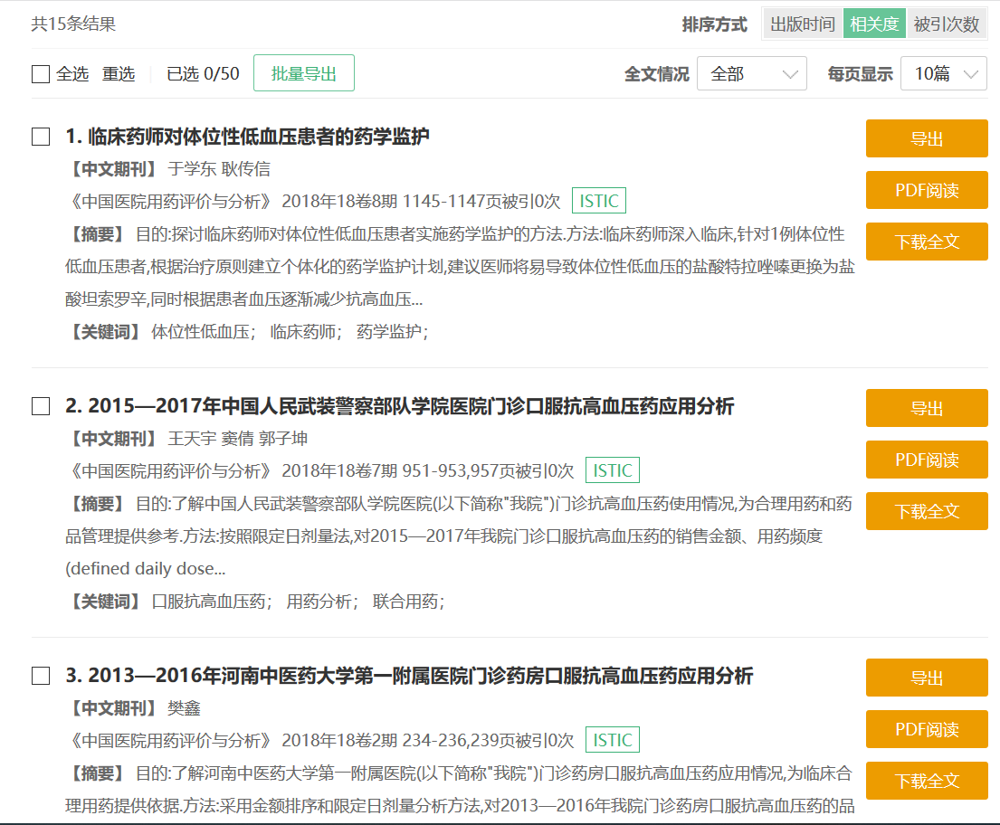 共15条结果
排序方式 出版时间 相关度 被引次数
全选 重选 已选 0/50 批量导出 全文情况 全部 每页显示 10篇
1. 临床药师对体位性低血压患者的药学监护
导出
【中文期刊】 于学东 耿传信
《中国医院用药评价与分析》 2018年18卷8期 1145-1147页被引0次 ISTIC
PDF阅读
【摘要】 目的:探讨临床药师对体位性低血压患者实施药学监护的方法.方法:临床药师深入临床,针对1例体位性
下载全文
低血压患者,根据治疗原则建立个体化的药学监护计划,建议医师将易导致体位性低血压的盐酸特拉唑嗪更换为盐
酸坦索罗辛,同时根据患者血压逐渐减少抗高血压...
【关键词】 体位性低血压; 临床药师; 药学监护;
2. 2015—2017年中国人民武装警察部队学院医院门诊口服抗高血压药应用分析
导出
【中文期刊】 王天宇 窦倩 郭子坤
《中国医院用药评价与分析》 2018年18卷7期 951-953,957页被引0次 ISTIC
PDF阅读
【摘要】 目的:了解中国人民武装警察部队学院医院(以下简称"我院")门诊抗高血压药使用情况,为合理用药和药
下载全文
品管理提供参考.方法:按照限定日剂量法,对2015—2017年我院门诊口服抗高血压药的销售金额、用药频度
(defined daily dose...
【关键词】 口服抗高血压药; 用药分析; 联合用药;
3. 2013—2016年河南中医药大学第一附属医院门诊药房口服抗高血压药应用分析
导出
【中文期刊】 樊鑫
《中国医院用药评价与分析》 2018年18卷2期 234-236,239页被引0次 ISTIC
PDF阅读
【摘要】 目的:了解河南中医药大学第一附属医院(以下简称"我院")门诊药房口服抗高血压药应用情况,为临床合
下载全文
理用药提供依据.方法:采用金额排序和限定日剂量分析方法,对2013—2016年我院门诊药房口服抗高血压药的品